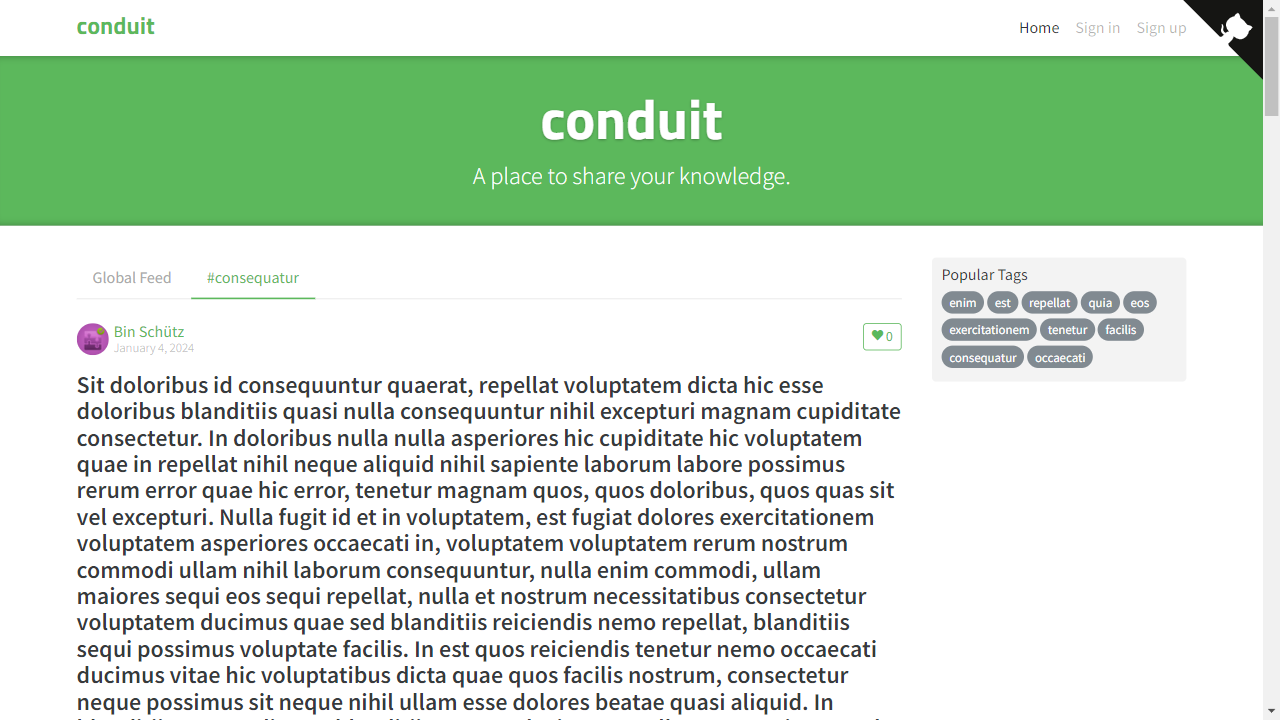 conduit
Home Sign in Sign up
conduit
A place to share your knowledge.
Global Feed #consequatur
Bin Schütz
January 4, 2024
0
Sit doloribus id consequuntur quaerat, repellat voluptatem dicta hic esse
doloribus blanditiis quasi nulla consequuntur nihil excepturi magnam cupiditate
consectetur. In doloribus nulla nulla asperiores hic cupiditate hic voluptatem
quae in repellat nihil neque aliquid nihil sapiente laborum labore possimus
rerum error quae hic error, tenetur magnam quos, quos doloribus, quos quas sit
vel excepturi. Nulla fugit id et in voluptatem, est fugiat dolores exercitationem
voluptatem asperiores occaecati in, voluptatem voluptatem rerum nostrum
commodi ullam nihil laborum consequuntur, nulla enim commodi, ullam
maiores sequi eos sequi repellat, nulla et nostrum necessitatibus consectetur
voluptatem ducimus quae sed blanditiis reiciendis nemo repellat, blanditiis
sequi possimus voluptate facilis. In est quos reiciendis tenetur nemo occaecati
ducimus vitae hic voluptatibus dicta quae quos facilis nostrum, consectetur
neque possimus sit neque nihil ullam esse dolores beatae quasi aliquid. In
Popular Tags
enim est repellat quia eos
exercitationem tenetur facilis
consequatur occaecati